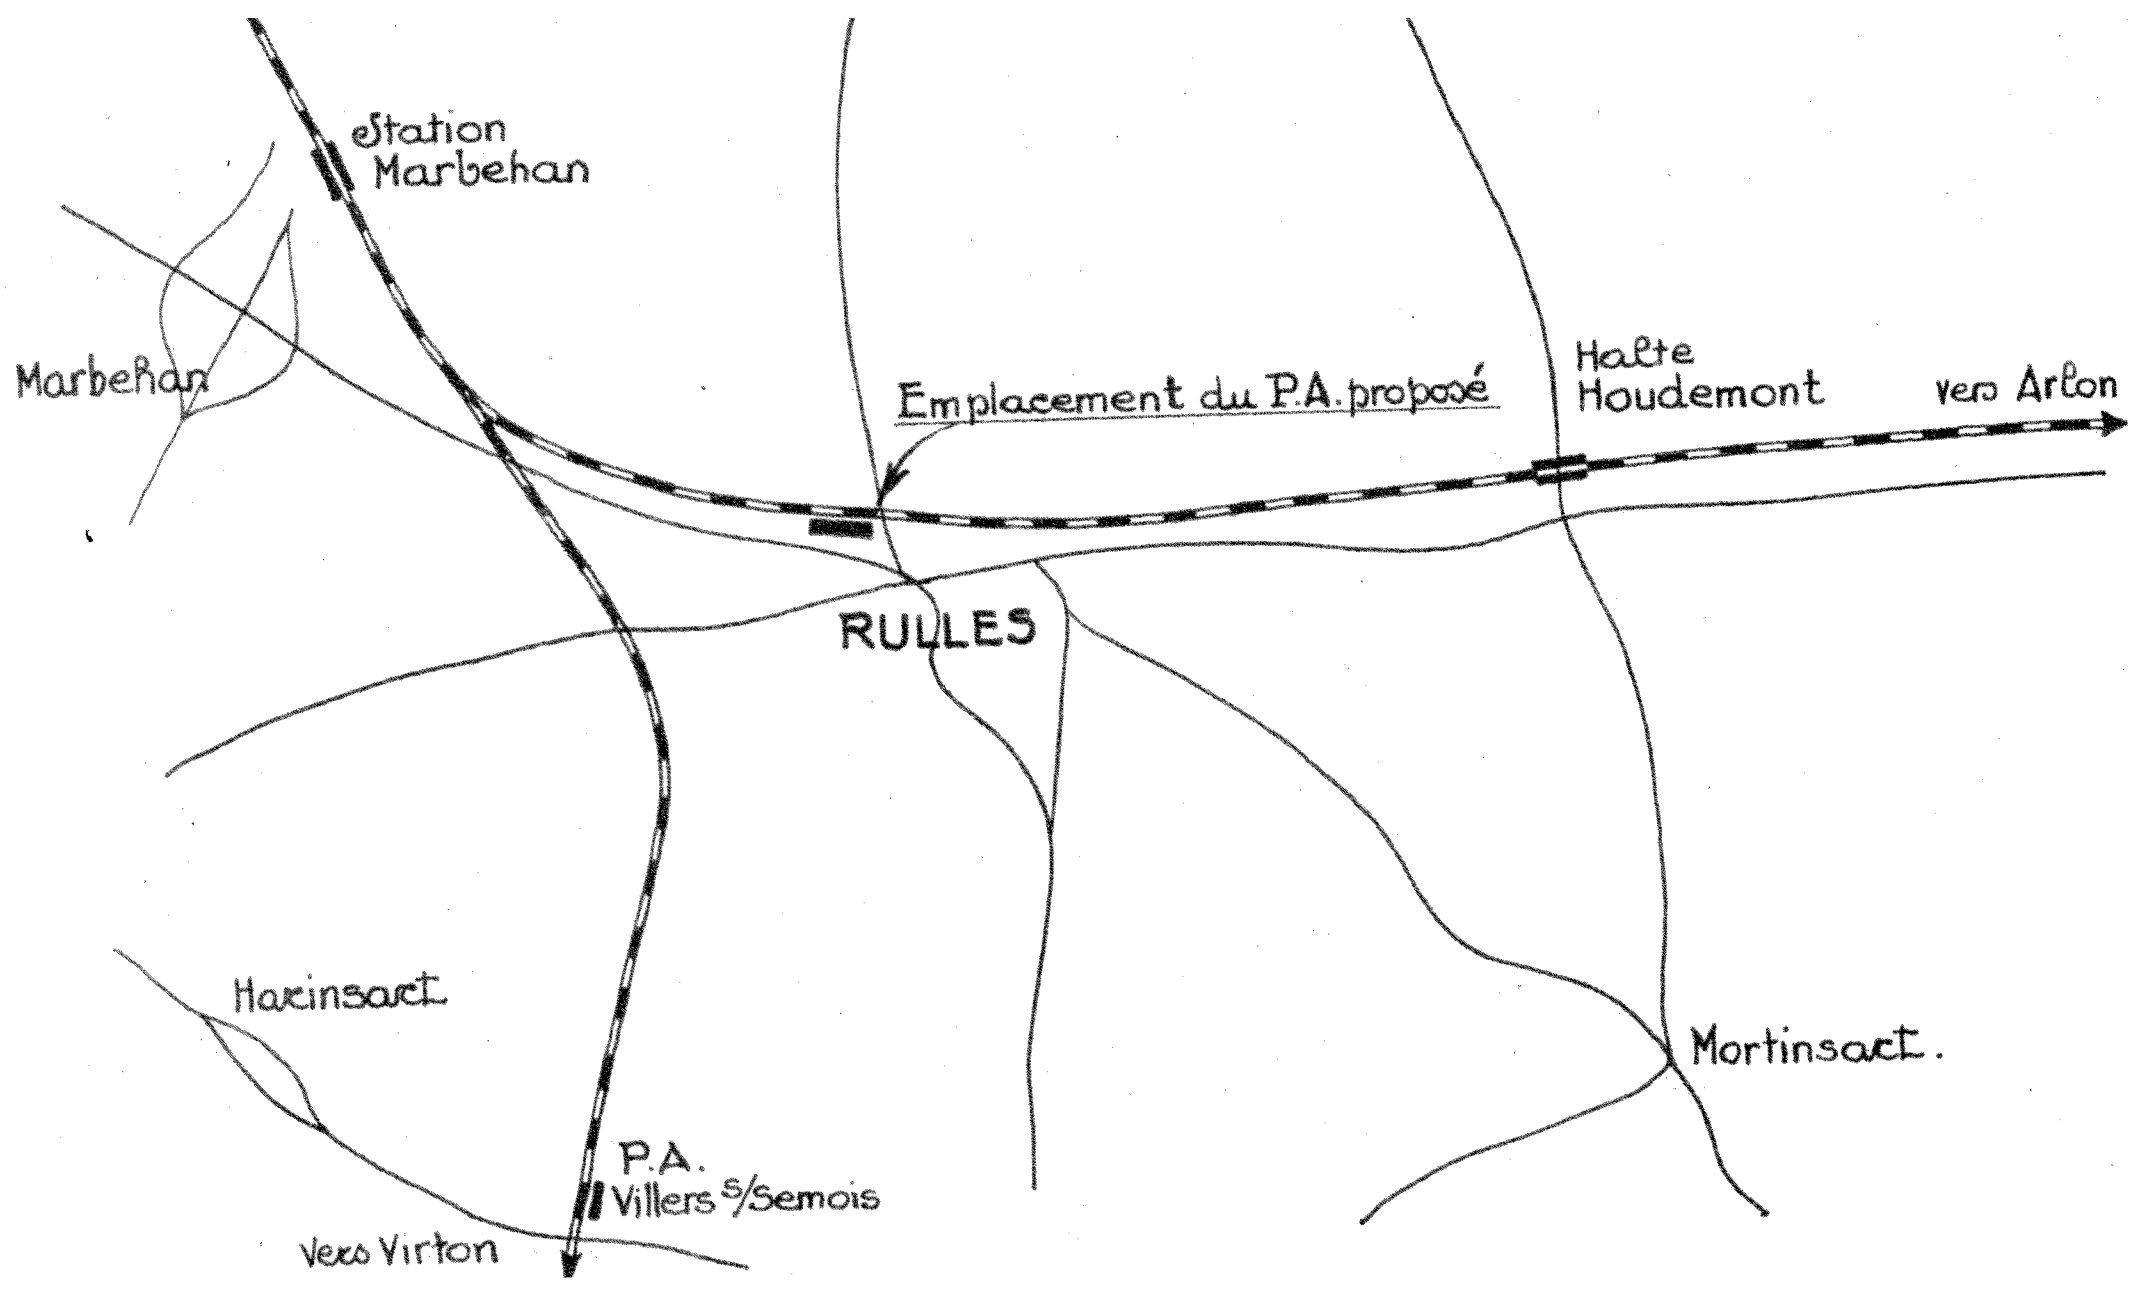 Station
Marbehan
Marbehan
Emplacement du P.A. proposé
Halte
Houdemont
vers Arlon
RULLES
Harinsart
Mortinsart.
P.A.
Villers s/Semois
Vers Virton